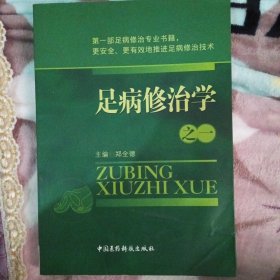 第一部足病修治专业书籍，
更安全、更有效地推进足病修治技术
足病修治学
之一
主编 郑全德
ZUBING
XIUZHI XUE
中国医药科技出版社